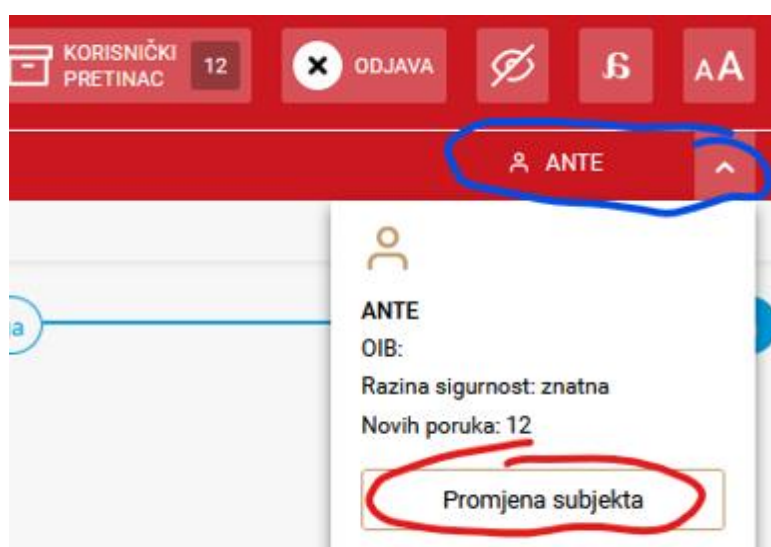 KORISNIČKI
PRETINAC 12
ODJAVA
AA
ANTE
a
ANTE
OIB:
Razina sigurnost: znatna
Novih poruka: 12
Promjena subjekta